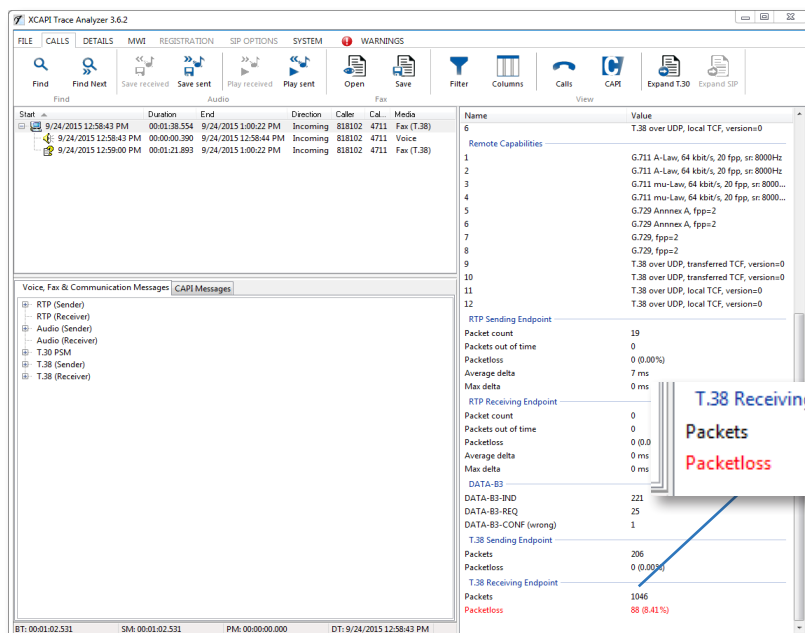 XCAPI Trace Analyzer 3.6.2
FILE CALLS DETAILS MWI REGISTRATION SIP OPTIONS SYSTEM WARNINGS
Find Find Next Save received Save sent Play received Play sent Open Save Filter Columns Calls CAPI Expand T.30 Expand SIP
Find Audio Fax View
Start Duration End Direction Caller Cal... Media
9/24/2015 12:58:43 PM 00:01:38.554 9/24/2015 1:00:22 PM Incoming 818102 4711 Fax (T.38)
9/24/2015 12:58:43 PM 00:00:00.390 9/24/2015 12:58:44 PM Incoming 818102 4711 Voice
9/24/2015 12:59:00 PM 00:01:21.893 9/24/2015 1:00:22 PM Incoming 818102 4711 Fax (T.38)
Voice, Fax & Communication Messages CAPI Messages
RTP (Sender)
RTP (Receiver)
Audio (Sender)
Audio (Receiver)
T.30 PSM
T.38 (Sender)
T.38 (Receiver)
Name Value
6 T.38 over UDP, local TCF, version=0
Remote Capabilities
1 G.711 A-Law, 64 kbit/s, 20 fpp, sr: 8000Hz
2 G.711 A-Law, 64 kbit/s, 20 fpp, sr: 8000Hz
3 G.711 mu-Law, 64 kbit/s, 20 fpp, sr: 8000...
4 G.711 mu-Law, 64 kbit/s, 20 fpp, sr: 8000...
5 G.729 Annnex A, fpp=2
6 G.729 Annnex A, fpp=2
7 G.729, fpp=2
8 G.729, fpp=2
9 T.38 over UDP, transferred TCF, version=0
10 T.38 over UDP, transferred TCF, version=0
11 T.38 over UDP, local TCF, version=0
12 T.38 over UDP, local TCF, version=0
RTP Sending Endpoint
Packet count 19
Packets out of time 0
Packetloss 0 (0.00%)
Average delta 7 ms
Max delta 0 ms
RTP Receiving Endpoint
Packet count 0
Packets out of time 0
Packetloss 0 (0.0
Average delta 0 ms
Max delta 0 ms
DATA-B3
DATA-B3-IND 221
DATA-B3-REQ 25
DATA-B3-CONF (wrong) 1
T.38 Sending Endpoint
Packets 206
Packetloss 0 (0.00%)
T.38 Receiving Endpoint
Packets 1046
Packetloss 88 (8.41%)
T.38 Receiving
Packets
Packetloss
BT: 00:01:02.531 SM: 00:01:02.531 PM: 00:00:00.000 DT: 9/24/2015 12:58:43 PM